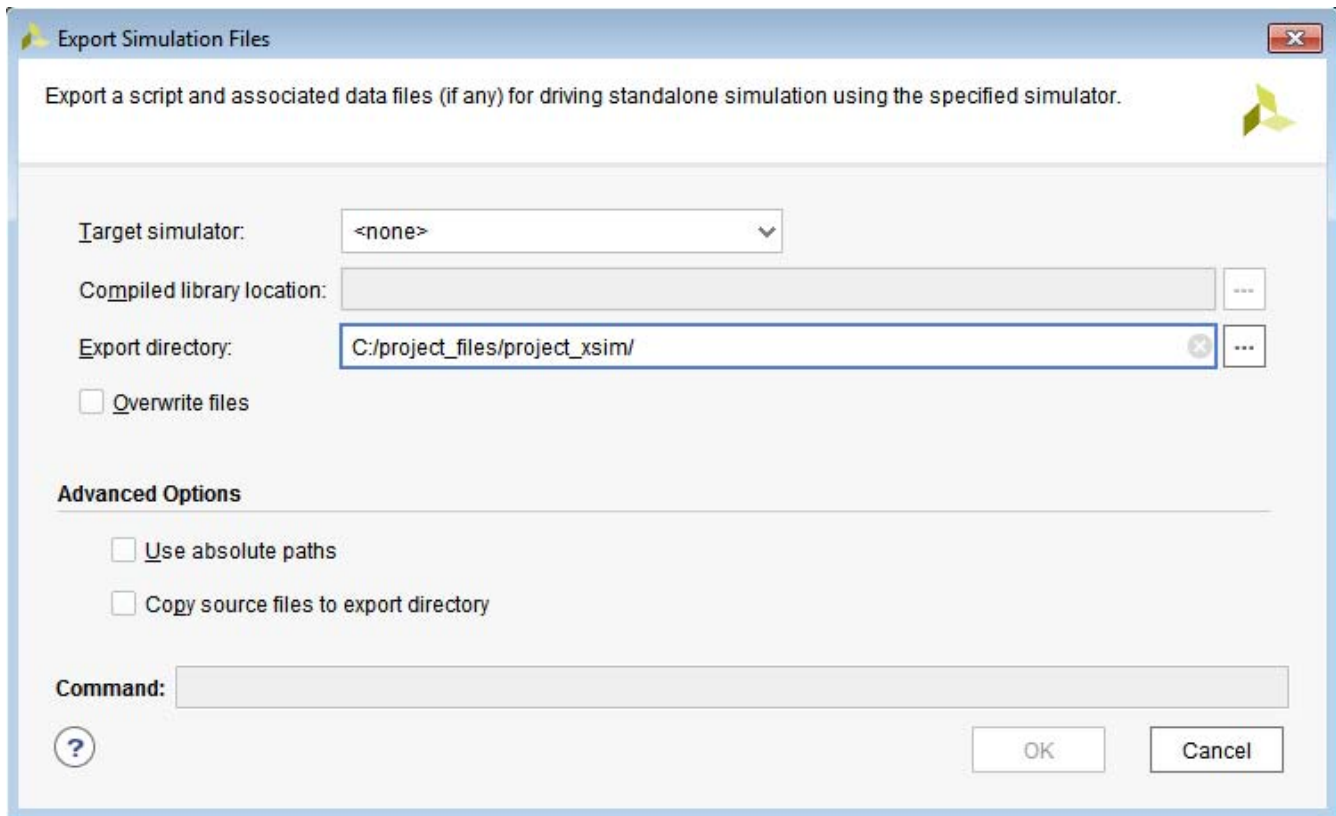 Export Simulation Files
Export a script and associated data files (if any) for driving standalone simulation using the specified simulator.
Target simulator: <none>
Compiled library location: ...
Export directory: C:/project_files/project_xsim/ ...
Overwrite files
Advanced Options
Use absolute paths
Copy source files to export directory
Command:
? OK Cancel